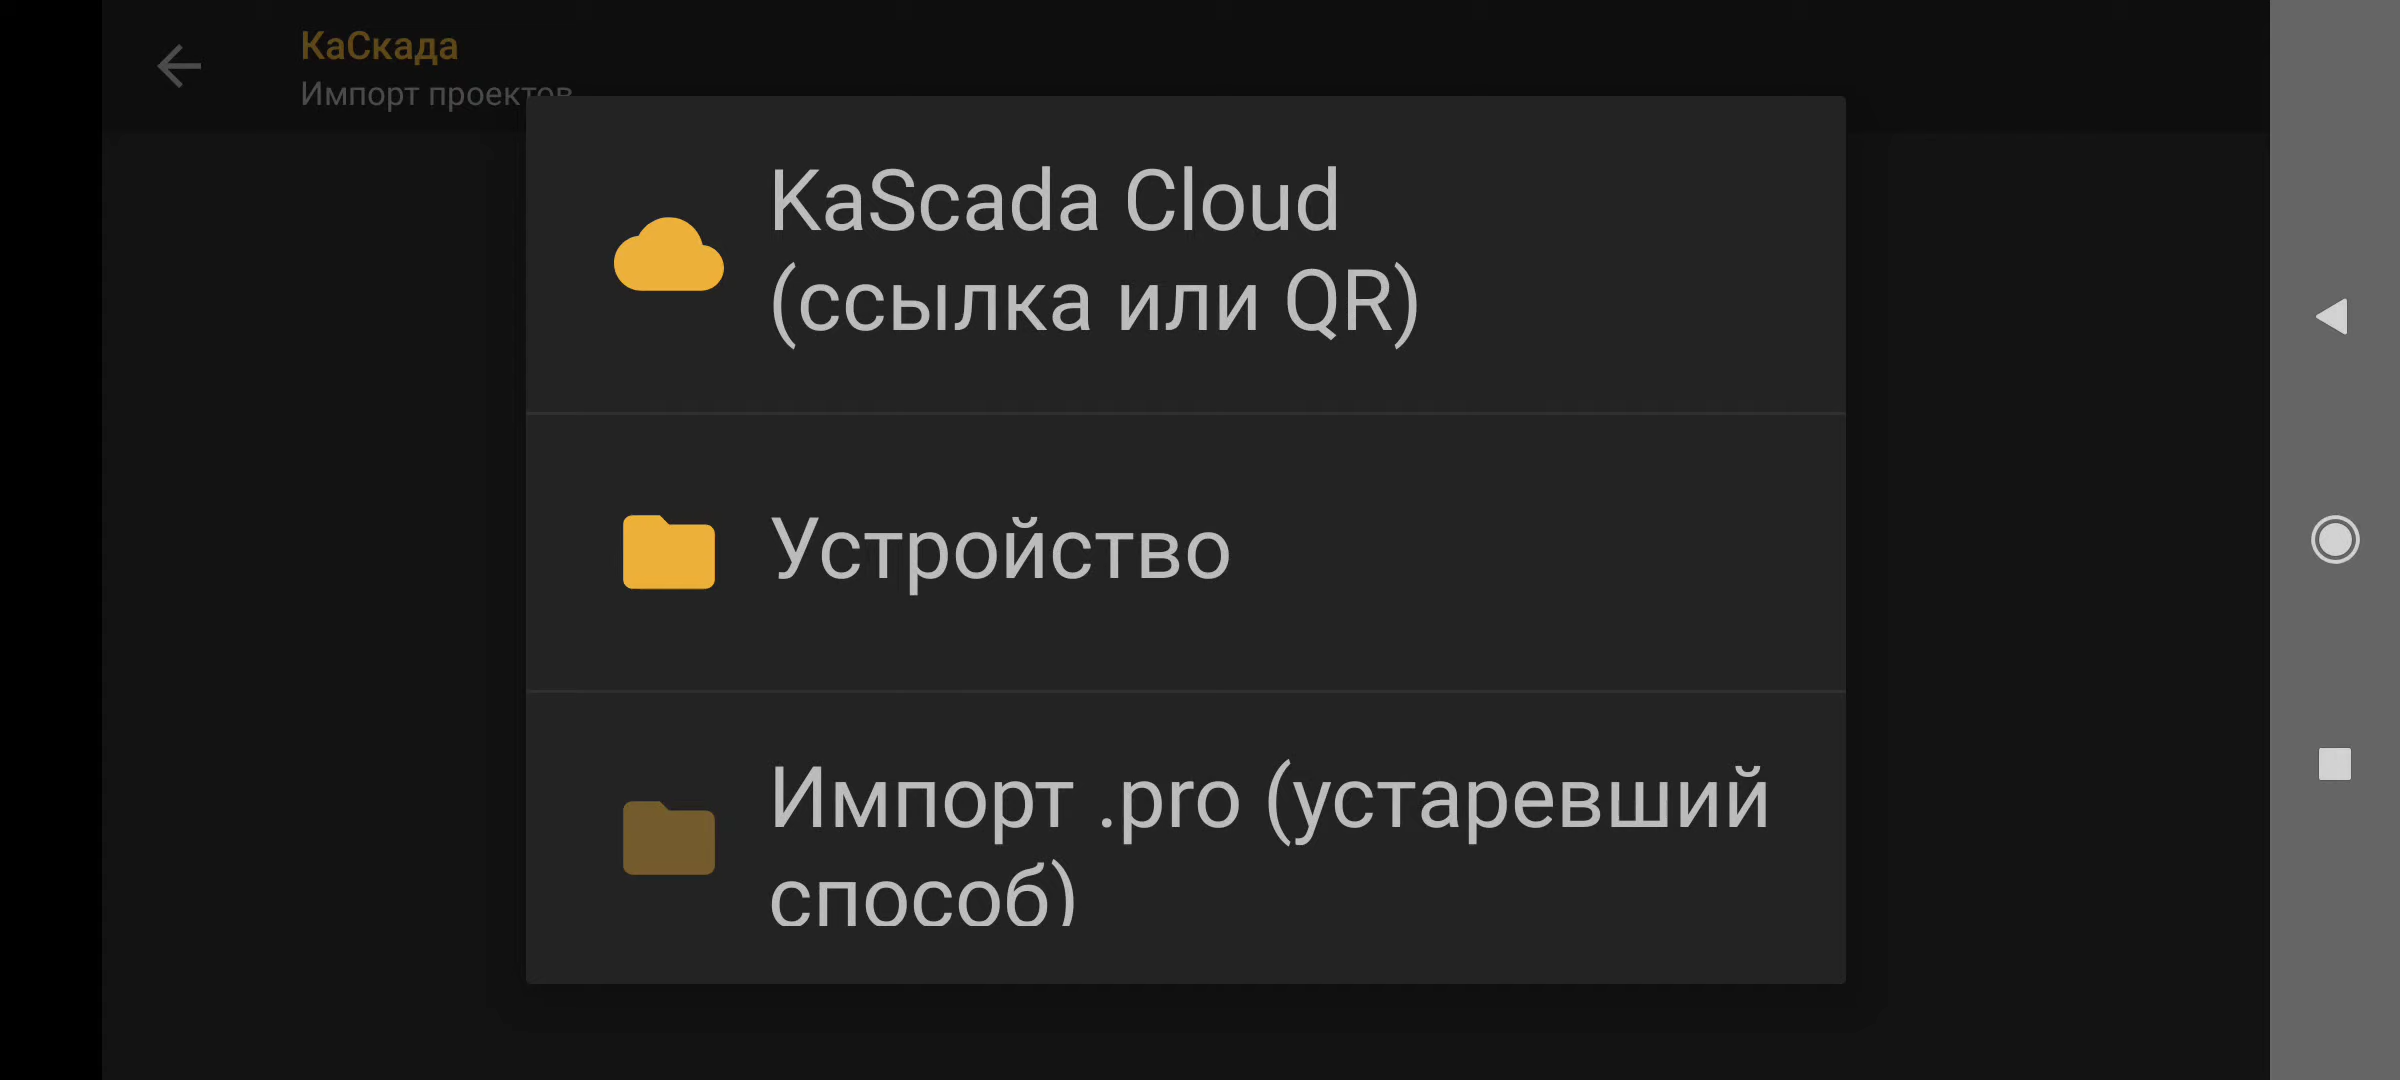 КаСкада
Импорт проектов
KaScada Cloud
(ссылка или QR)
Устройство
Импорт .pro (устаревший
способ)